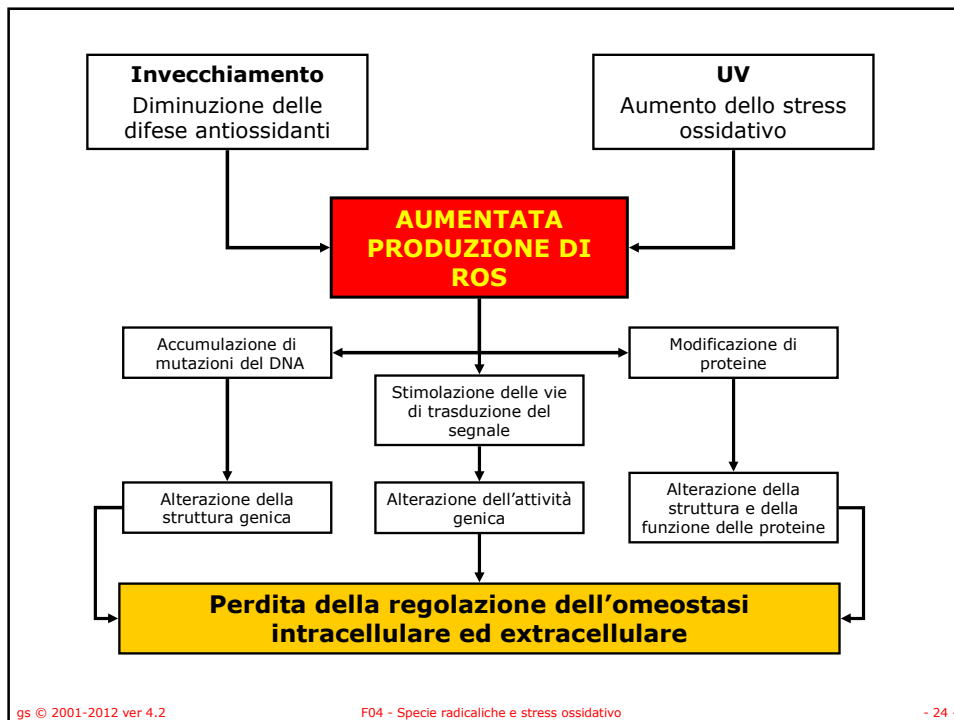 Invecchiamento
Diminuzione delle
difese antiossidanti
UV
Aumento dello stress
ossidativo
AUMENTATA
PRODUZIONE DI
ROS
Accumulazione di
mutazioni del DNA
Stimolazione delle vie
di trasduzione del
segnale
Modificazione di
proteine
Alterazione della
struttura genica
Alterazione dell’attività
genica
Alterazione della
struttura e della
funzione delle proteine
Perdita della regolazione dell’omeostasi
intracellulare ed extracellulare
gs © 2001-2012 ver 4.2
F04 - Specie radicaliche e stress ossidativo
- 24 -